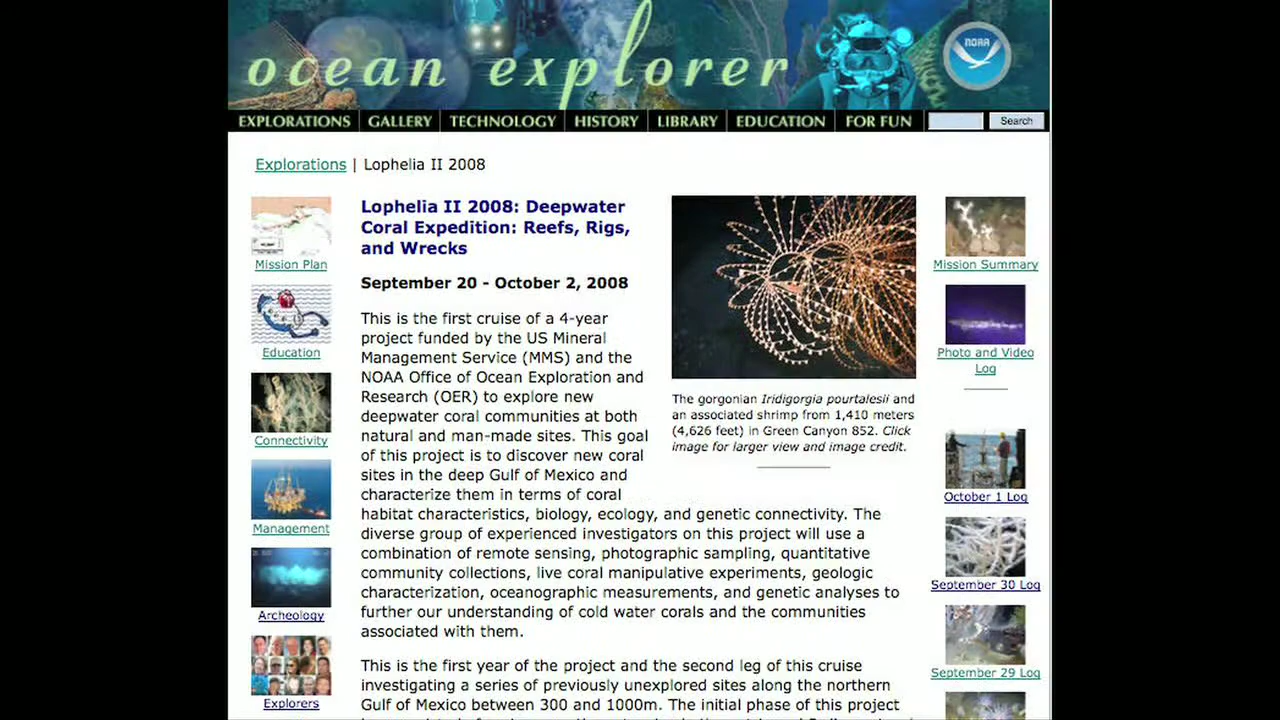 ocean explorer
NOAA
EXPLORATIONS GALLERY TECHNOLOGY HISTORY LIBRARY EDUCATION FOR FUN Search
Explorations | Lophelia II 2008
Mission Plan
Education
Connectivity
Management
Archeology
Explorers
Lophelia II 2008: Deepwater
Coral Expedition: Reefs, Rigs,
and Wrecks
September 20 - October 2, 2008
This is the first cruise of a 4-year
project funded by the US Mineral
Management Service (MMS) and the
NOAA Office of Ocean Exploration and
Research (OER) to explore new
deepwater coral communities at both
natural and man-made sites. This goal
of this project is to discover new coral
sites in the deep Gulf of Mexico and
characterize them in terms of coral
habitat characteristics, biology, ecology, and genetic connectivity. The
diverse group of experienced investigators on this project will use a
combination of remote sensing, photographic sampling, quantitative
community collections, live coral manipulative experiments, geologic
characterization, oceanographic measurements, and genetic analyses to
further our understanding of cold water corals and the communities
associated with them.
This is the first year of the project and the second leg of this cruise
investigating a series of previously unexplored sites along the northern
Gulf of Mexico between 300 and 1000m. The initial phase of this project
The gorgonian Iridigorgia pourtalesii and
an associated shrimp from 1,410 meters
(4,626 feet) in Green Canyon 852. Click
image for larger view and image credit.
Mission Summary
Photo and Video
Log
October 1 Log
September 30 Log
September 29 Log